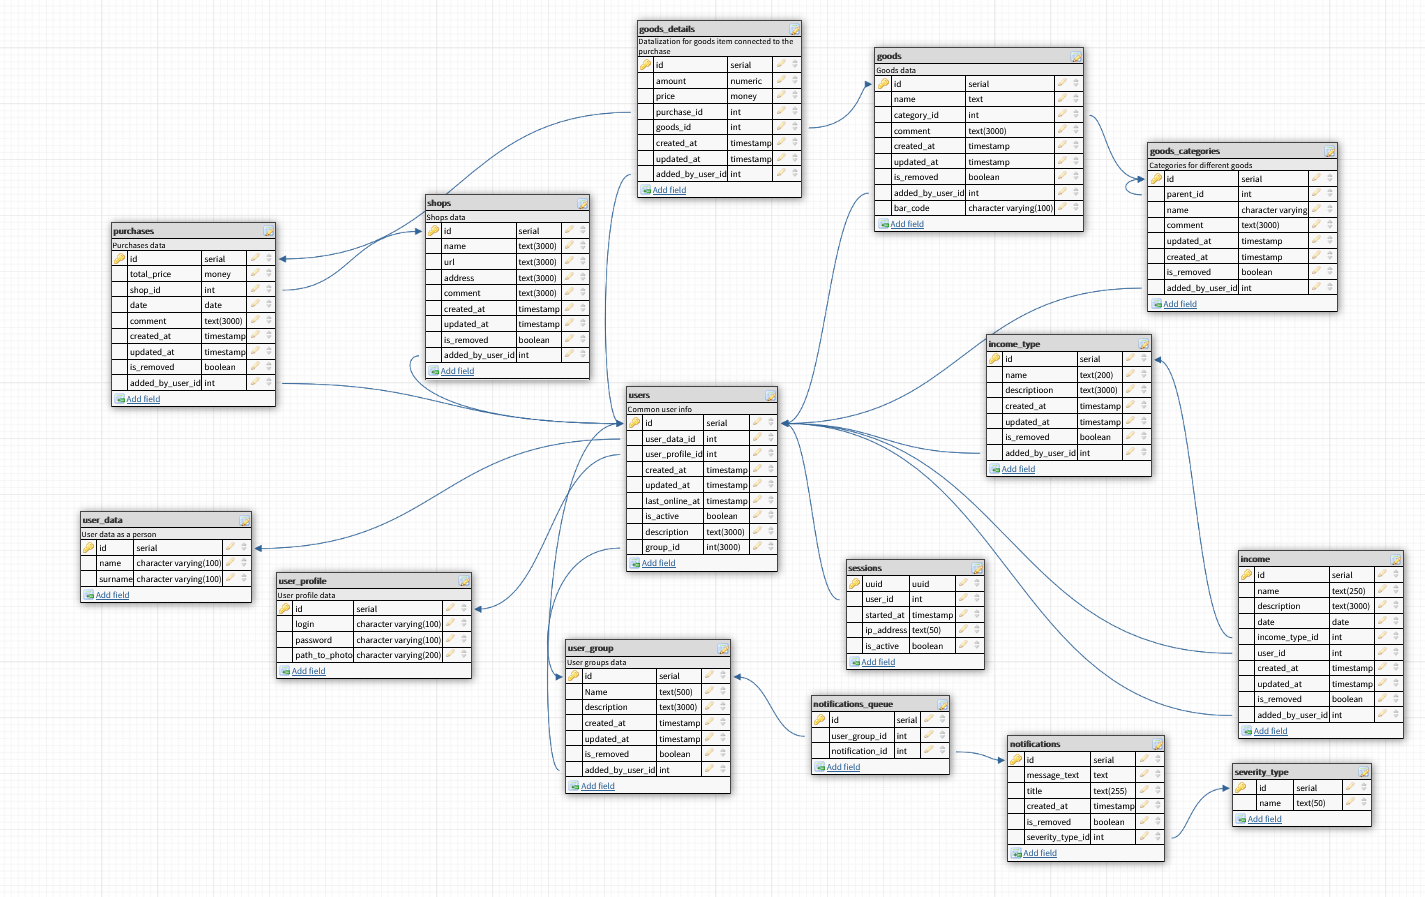 goods_details
Datalization for goods item connected to the
purchase
id serial
amount numeric
price money
purchase_id int
goods_id int
created_at timestamp
updated_at timestamp
added_by_user_id int
Add field
goods
Goods data
id serial
name text
category_id int
comment text(3000)
created_at timestamp
updated_at timestamp
is_removed boolean
added_by_user_id int
bar_code character varying(100)
Add field
goods_categories
Categories for different goods
id serial
parent_id int
name character varying
comment text(3000)
updated_at timestamp
created_at timestamp
is_removed boolean
added_by_user_id int
Add field
shops
Shops data
id serial
name text(3000)
url text(3000)
address text(3000)
comment text(3000)
created_at timestamp
updated_at timestamp
is_removed boolean
added_by_user_id int
Add field
purchases
Purchases data
id serial
total_price money
shop_id int
date date
comment text(3000)
created_at timestamp
updated_at timestamp
is_removed boolean
added_by_user_id int
Add field
income_type
id serial
name text(200)
descriptioon text(3000)
created_at timestamp
updated_at timestamp
is_removed boolean
added_by_user_id int
Add field
users
Common user info
id serial
user_data_id int
user_profile_id int
created_at timestamp
updated_at timestamp
last_online_at timestamp
is_active boolean
description text(3000)
group_id int(3000)
Add field
user_data
User data as a person
id serial
name character varying(100)
surname character varying(100)
Add field
user_profile
User profile data
id serial
login character varying(100)
password character varying(100)
path_to_photo character varying(200)
Add field
sessions
uuid uuid
user_id int
started_at timestamp
ip_address text(50)
is_active boolean
Add field
income
id serial
name text(250)
description text(3000)
date date
income_type_id int
user_id int
created_at timestamp
updated_at timestamp
is_removed boolean
added_by_user_id int
Add field
user_group
User groups data
id serial
Name text(500)
description text(3000)
created_at timestamp
updated_at timestamp
is_removed boolean
added_by_user_id int
Add field
notifications_queue
id serial
user_group_id int
notification_id int
Add field
notifications
id serial
message_text text
title text(255)
created_at timestamp
is_removed boolean
severity_type_id int
Add field
severity_type
id serial
name text(50)
Add field